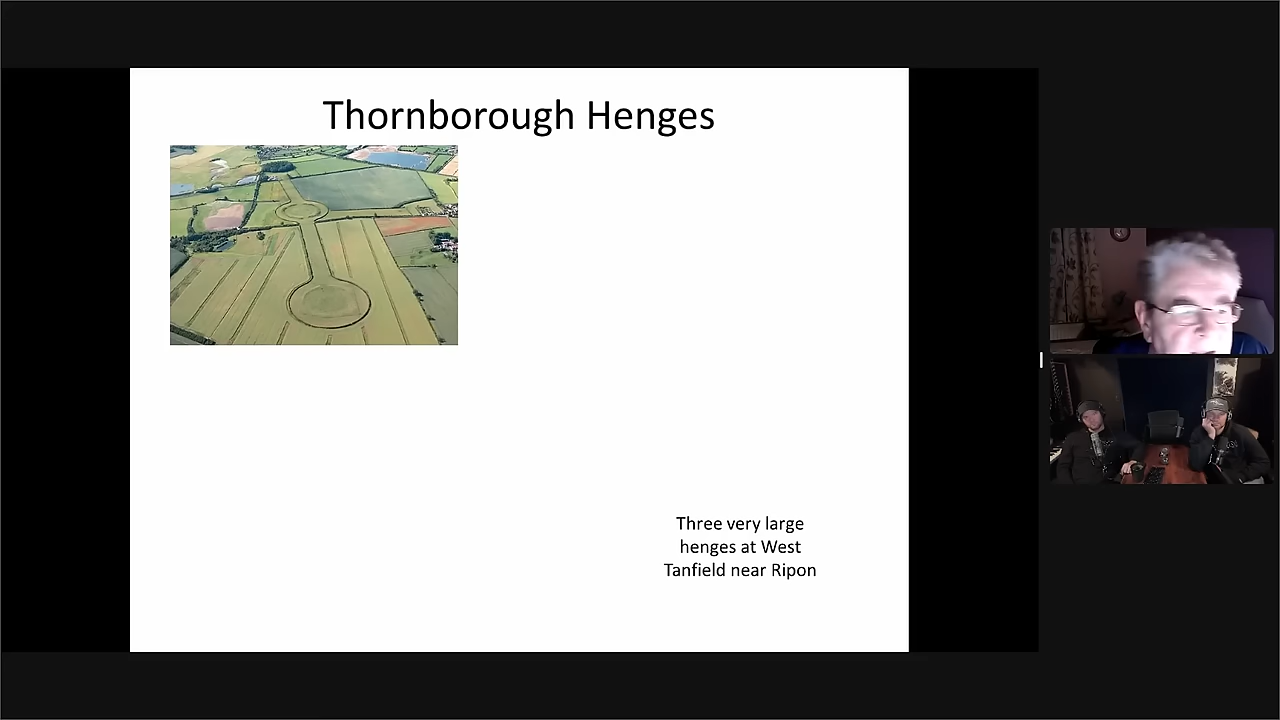 Thornborough Henges
Three very large
henges at West
Tanfield near Ripon